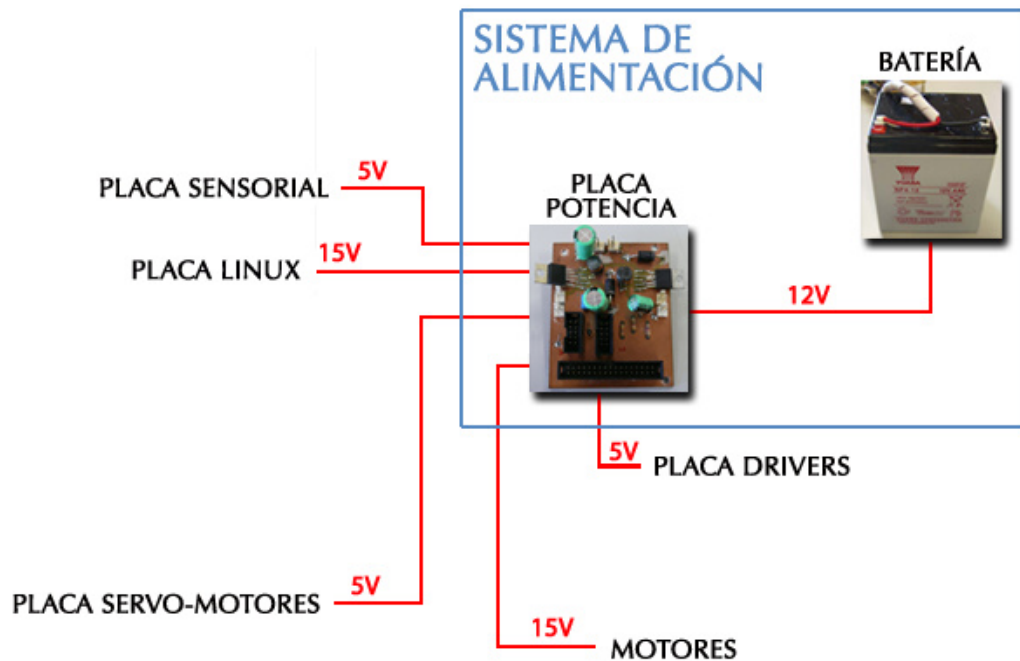 SISTEMA DE
ALIMENTACIÓN
BATERÍA
PLACA SENSORIAL
5V
PLACA
POTENCIA
PLACA LINUX
15V
12V
5V
PLACA DRIVERS
PLACA SERVO-MOTORES
5V
15V
MOTORES
YUASA